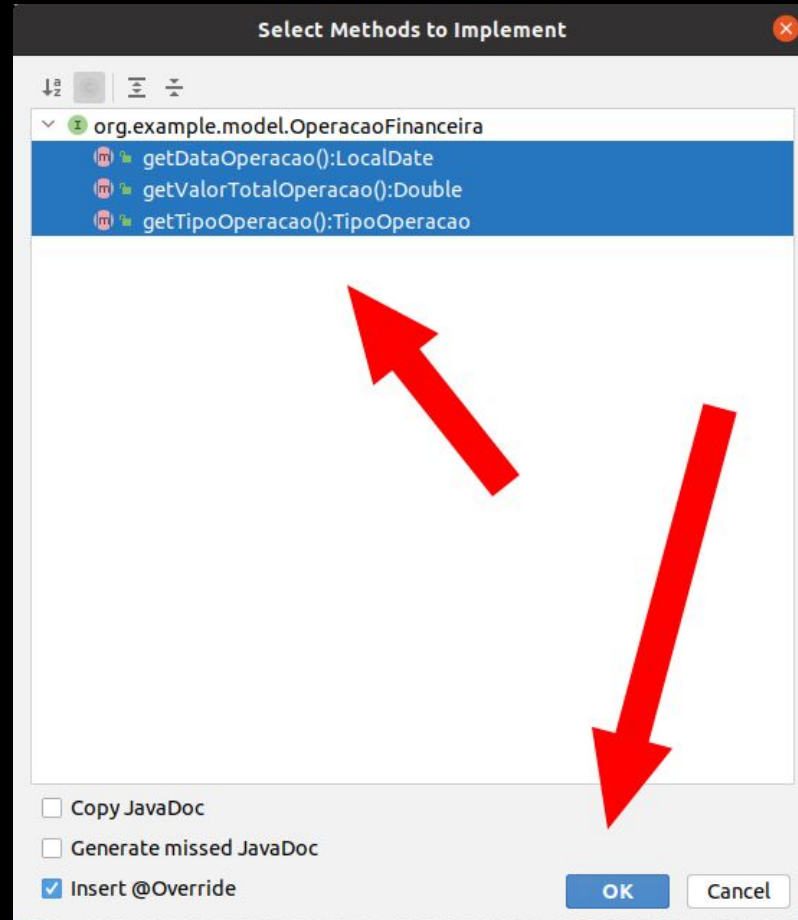 Select Methods to Implement
org.example.model.OperacaoFinanceira
getDataOperacao():LocalDate
getValorTotalOperacao():Double
getTipoOperacao():TipoOperacao
Copy JavaDoc
Generate missed JavaDoc
Insert @Override
OK Cancel